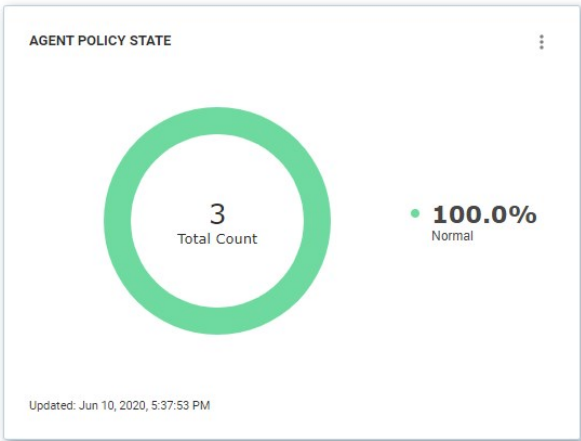 AGENT POLICY STATE
3
Total Count
100.0%
Normal
Updated: Jun 10, 2020, 5:37:53 PM